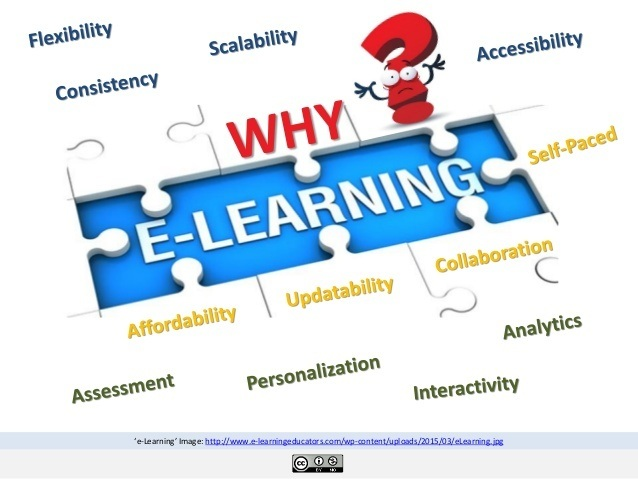 Flexibility
Scalability
Accessibility
Consistency
WHY
Self-Paced
E-LEARNING
Collaboration
Updatability
Affordability
Analytics
Personalization
Assessment
Interactivity
'e-Learning' Image: http://www.e-learningeducators.com/wp-content/uploads/2015/03/eLearning.jpg
cc
BY NC